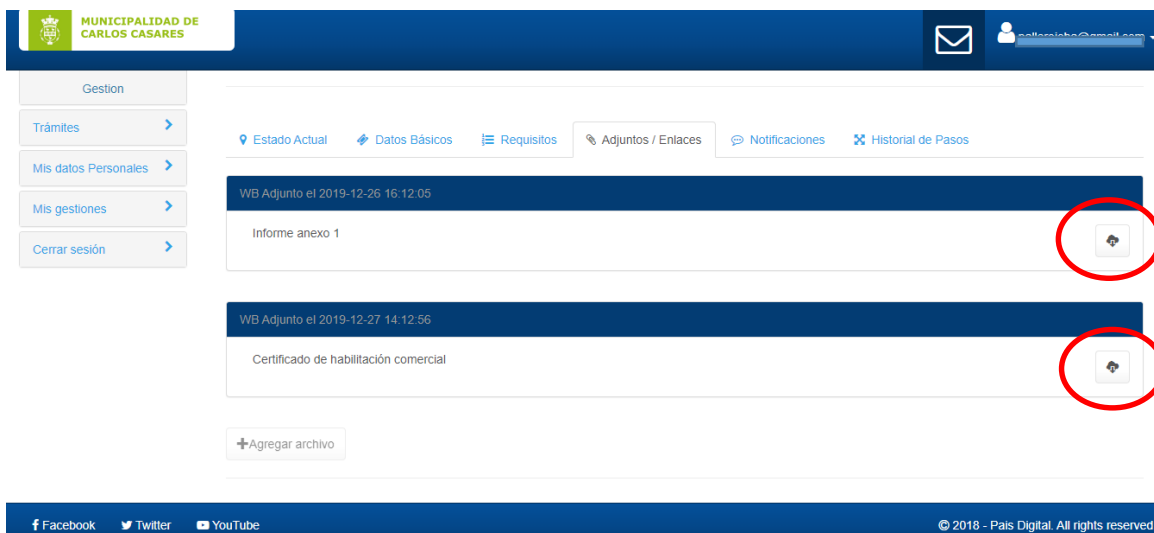 MUNICIPALIDAD DE
CARLOS CASARES
Gestion
Trámites
Mis datos Personales
Mis gestiones
Cerrar sesión
Estado Actual Datos Básicos Requisitos Adjuntos / Enlaces Notificaciones Historial de Pasos
WB Adjunto el 2019-12-26 16:12:05
Informe anexo 1
WB Adjunto el 2019-12-27 14:12:56
Certificado de habilitación comercial
+Agregar archivo
Facebook Twitter YouTube © 2018 - Pais Digital. All rights reserved